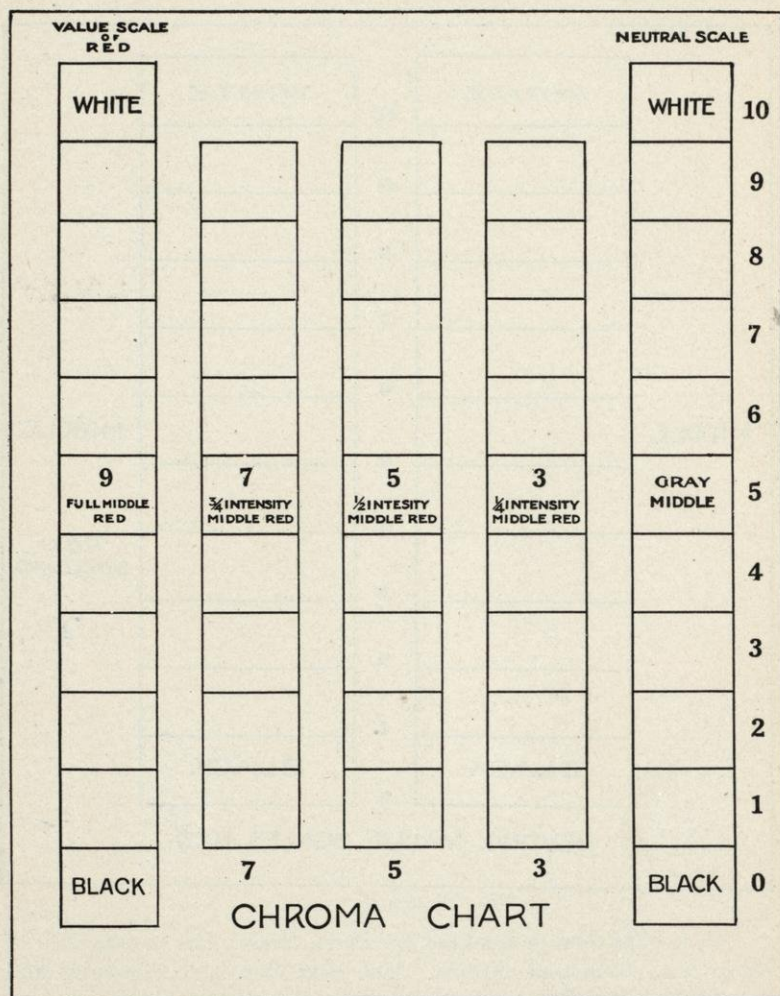 VALUE SCALE
OF
RED
NEUTRAL SCALE
WHITE
WHITE
10
9
8
7
6
9
FULL MIDDLE
RED
7
¾ INTENSITY
MIDDLE RED
5
½ INTESITY
MIDDLE RED
3
¼ INTENSITY
MIDDLE RED
GRAY
MIDDLE
5
4
3
2
1
7
5
3
BLACK
BLACK
0
CHROMA CHART